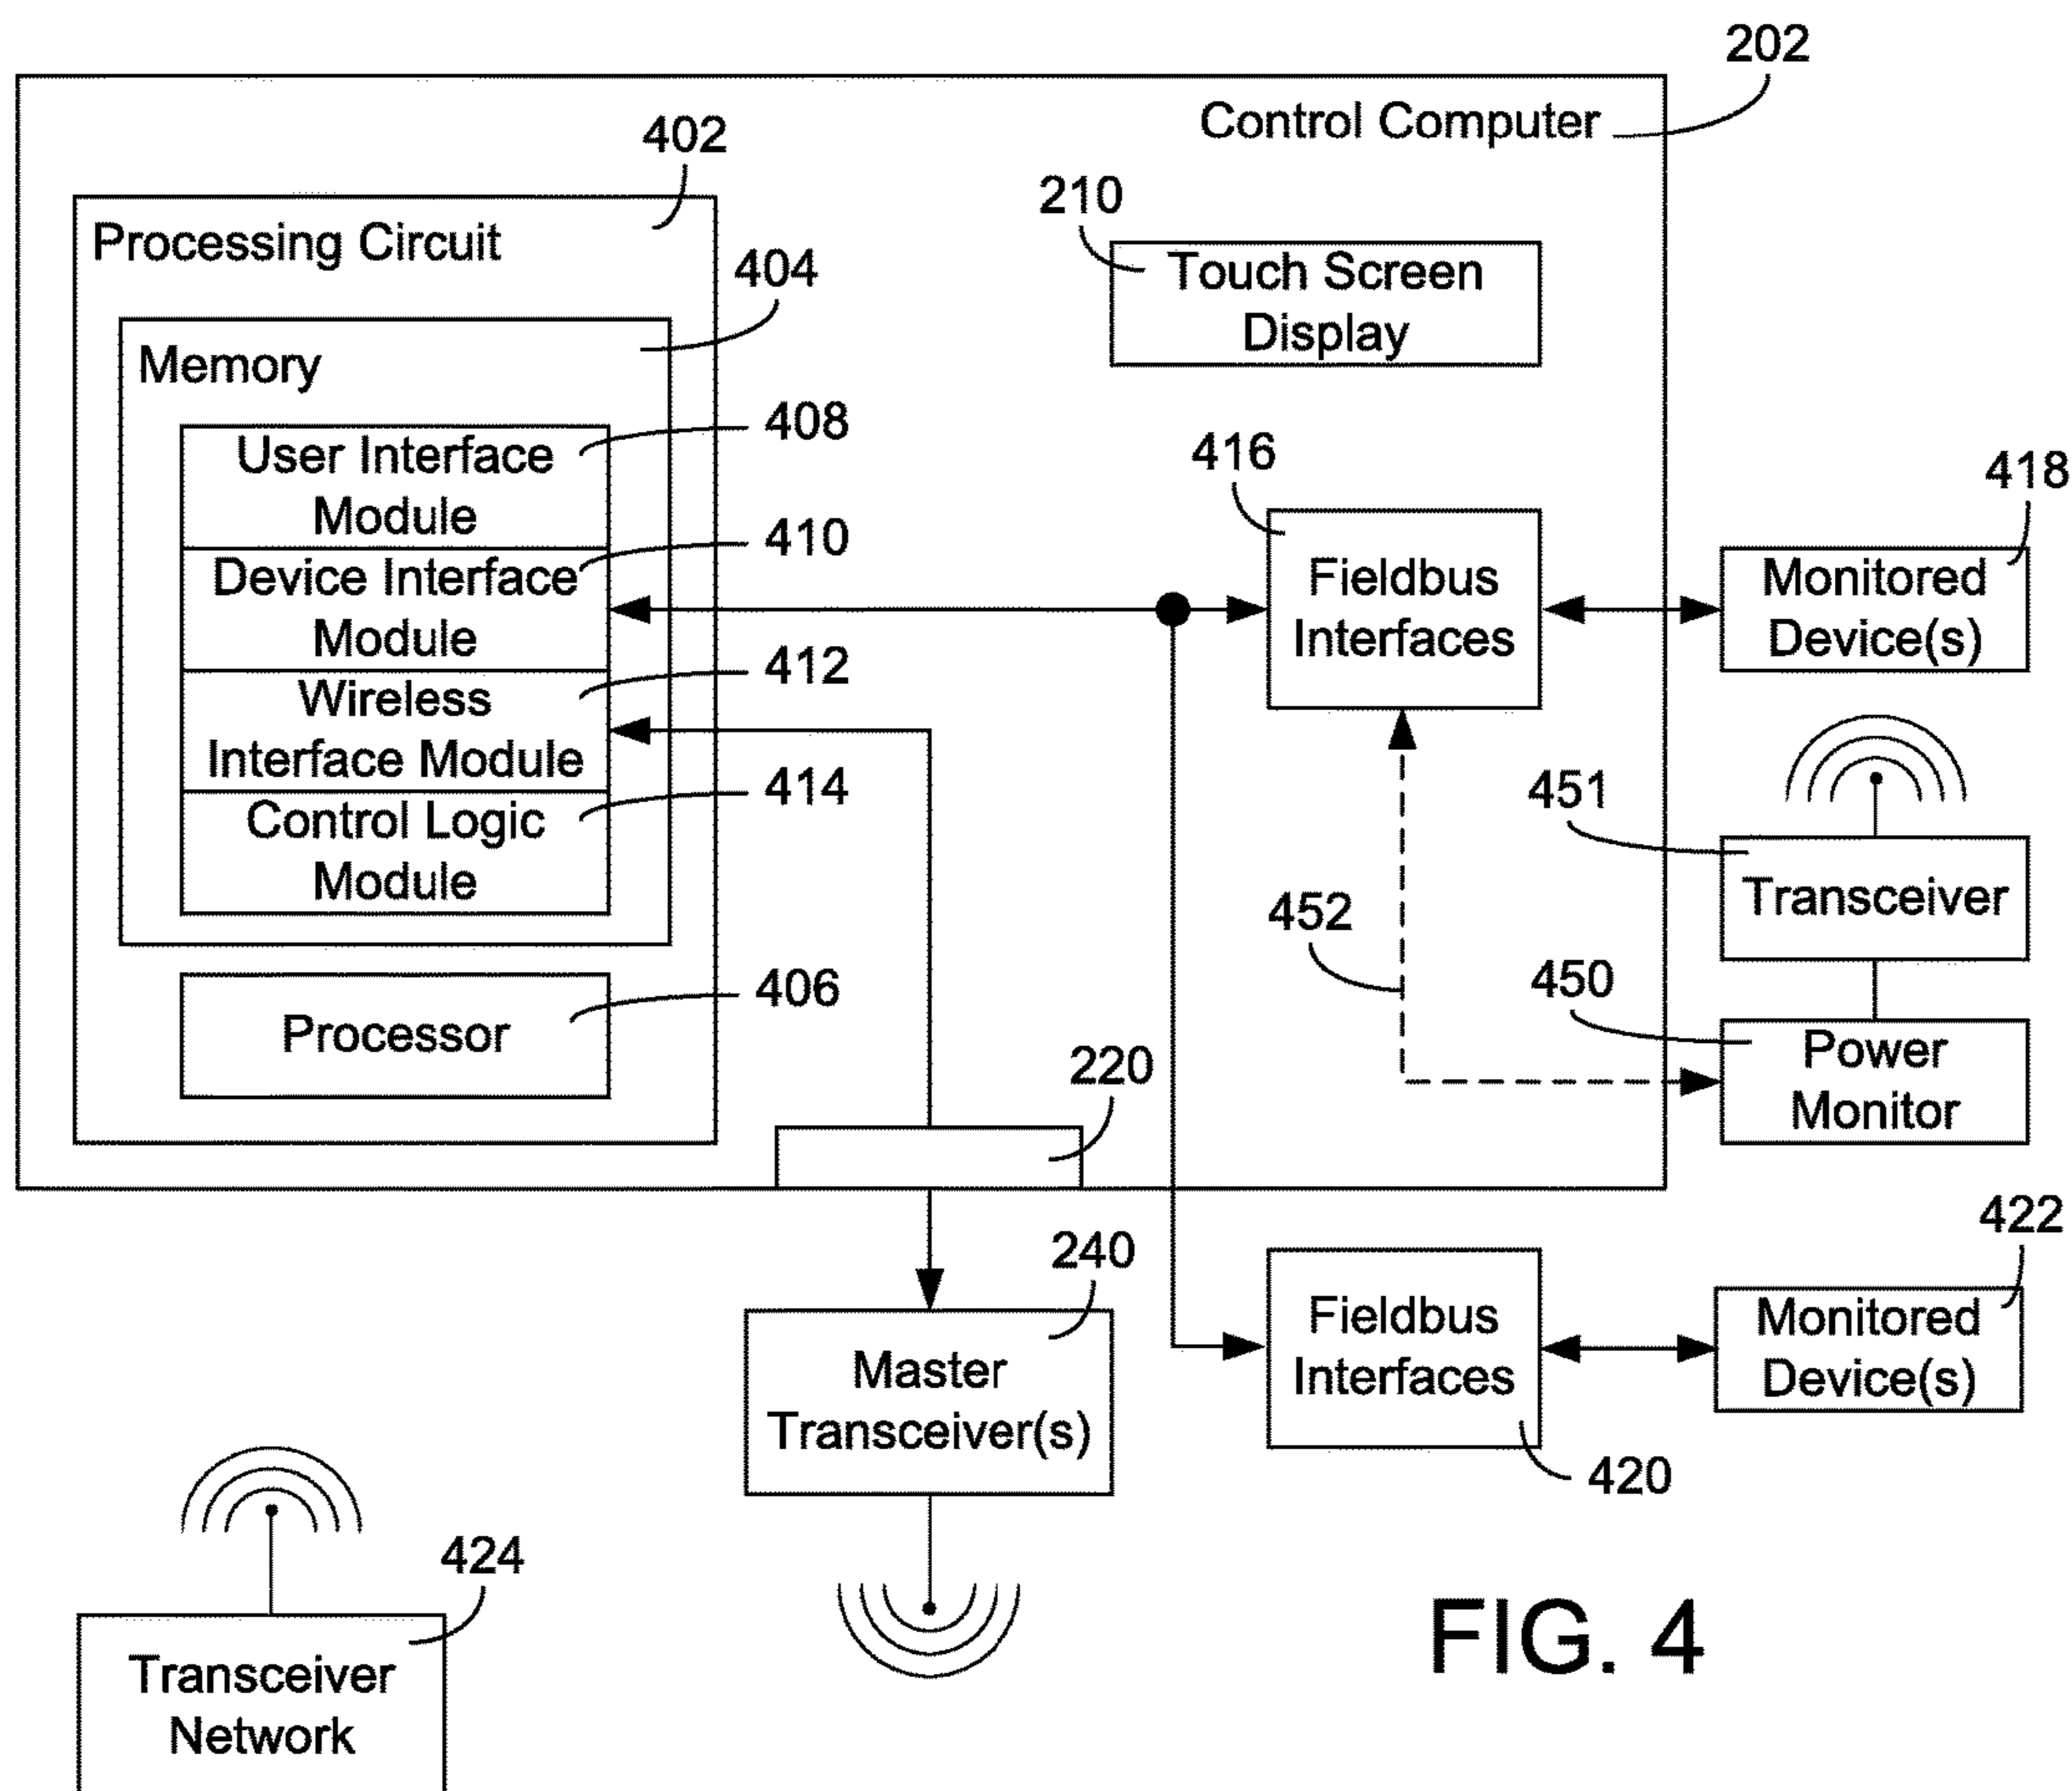 202
Control Computer
402
Processing Circuit
210
Touch Screen
Display
404
Memory
408
User Interface
Module
410
Device Interface
Module
412
Wireless
Interface Module
414
Control Logic
Module
406
Processor
416
Fieldbus
Interfaces
418
Monitored
Device(s)
451
Transceiver
452
450
Power
Monitor
220
240
Master
Transceiver(s)
Fieldbus
Interfaces
420
422
Monitored
Device(s)
424
Transceiver
Network
FIG. 4